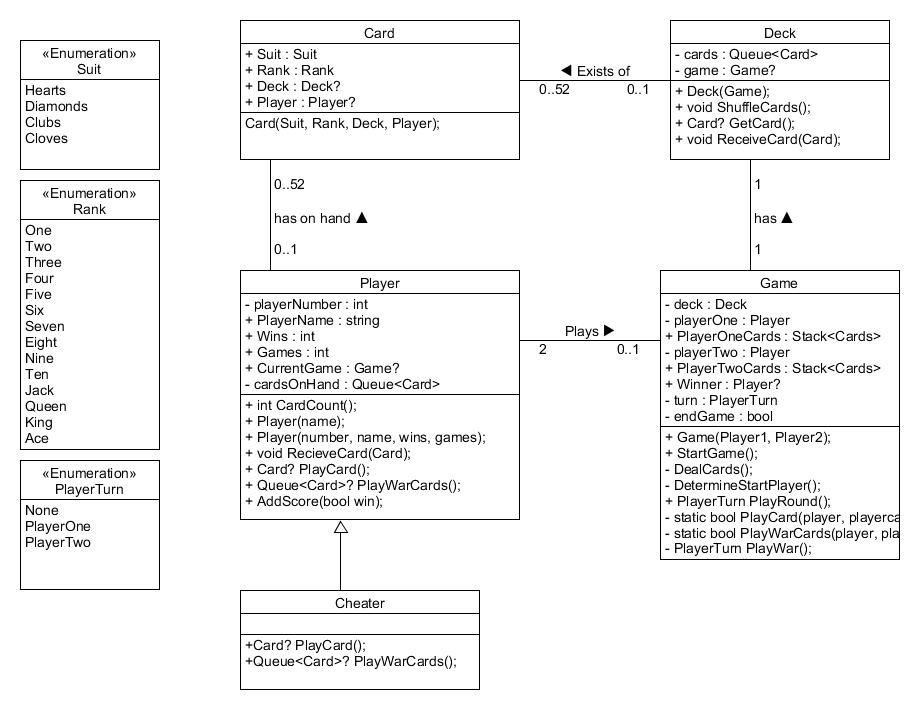 «Enumeration»
Suit
Hearts
Diamonds
Clubs
Cloves
«Enumeration»
Rank
One
Two
Three
Four
Five
Six
Seven
Eight
Nine
Ten
Jack
Queen
King
Ace
«Enumeration»
PlayerTurn
None
PlayerOne
PlayerTwo
Card
+ Suit : Suit
+ Rank : Rank
+ Deck : Deck?
+ Player : Player?
Card(Suit, Rank, Deck, Player);
◀ Exists of
0..52 0..1
Deck
- cards : Queue<Card>
- game : Game?
+ Deck(Game);
+ void ShuffleCards();
+ Card? GetCard();
+ void ReceiveCard(Card);
0..52
has on hand ▲
0..1
1
has ▲
1
Player
- playerNumber : int
+ PlayerName : string
+ Wins : int
+ Games : int
+ CurrentGame : Game?
- cardsOnHand : Queue<Card>
+ int CardCount();
+ Player(name);
+ Player(number, name, wins, games);
+ void RecieveCard(Card);
+ Card? PlayCard();
+ Queue<Card>? PlayWarCards();
+ AddScore(bool win);
Plays ▶
2 0..1
Game
- deck : Deck
- playerOne : Player
+ PlayerOneCards : Stack<Cards>
- playerTwo : Player
+ PlayerTwoCards : Stack<Cards>
+ Winner : Player?
- turn : PlayerTurn
- endGame : bool
+ Game(Player1, Player2);
+ StartGame();
- DealCards();
- DetermineStartPlayer();
+ PlayerTurn PlayRound();
- static bool PlayCard(player, playerca
- static bool PlayWarCards(player, pla
- PlayerTurn PlayWar();
Cheater
+Card? PlayCard();
+Queue<Card>? PlayWarCards();